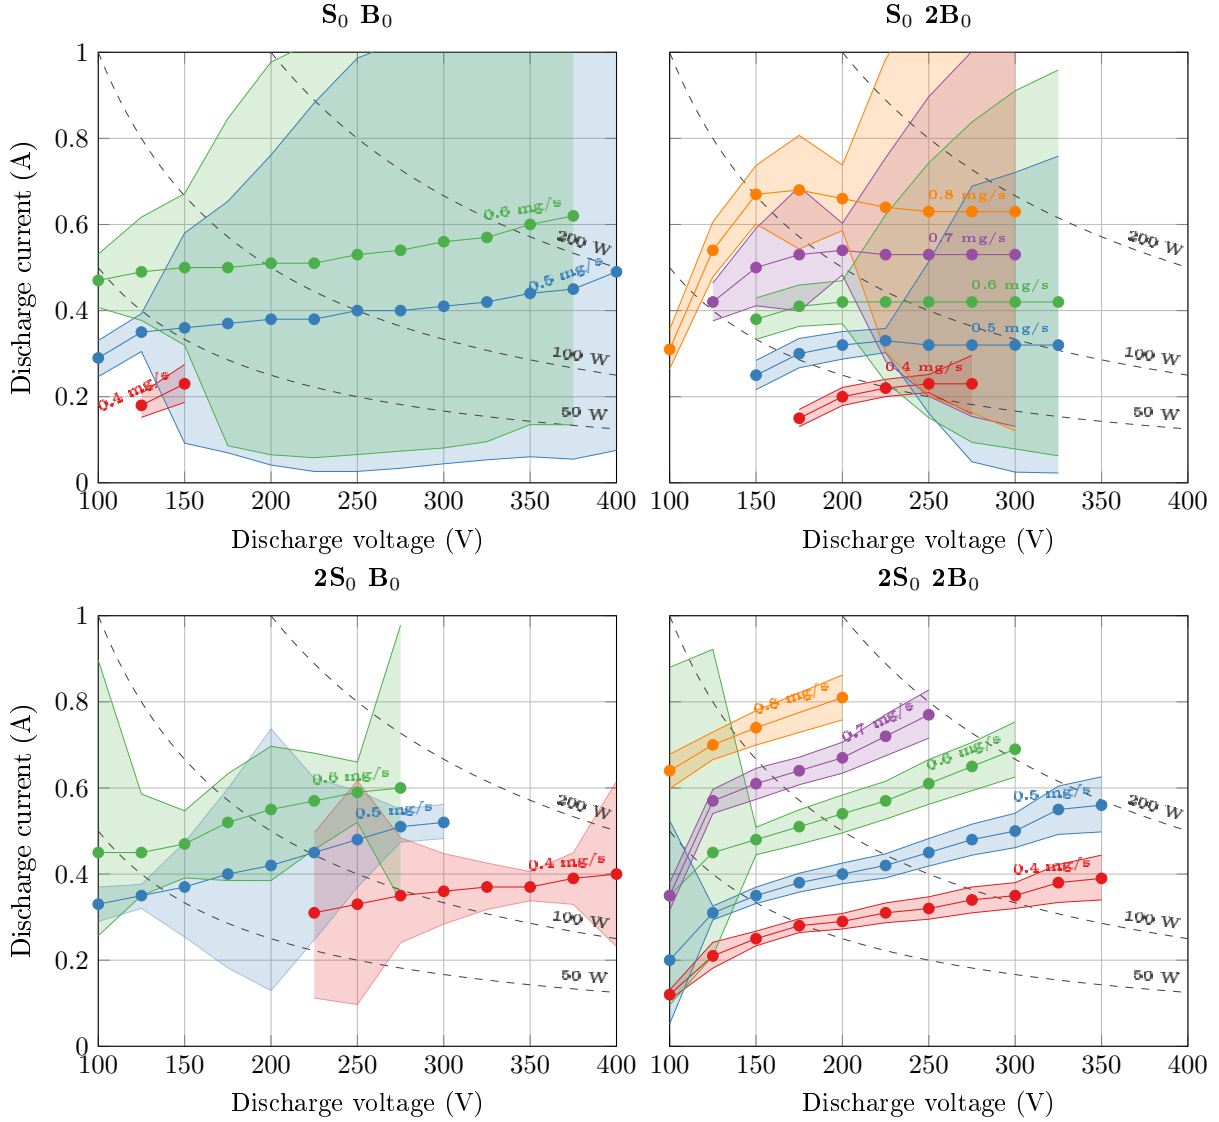 S₀ B₀
1
0.8
0.6
0.4
0.2
0
Discharge current (A)
0.6 mg/s
0.5 mg/s
0.4 mg/s
200 W
100 W
50 W
100 150 200 250 300 350 400
Discharge voltage (V)
S₀ 2B₀
0.8 mg/s
0.7 mg/s
0.6 mg/s
0.5 mg/s
0.4 mg/s
200 W
100 W
50 W
100 150 200 250 300 350 400
Discharge voltage (V)
2S₀ B₀
1
0.8
0.6
0.4
0.2
0
Discharge current (A)
0.6 mg/s
0.5 mg/s
0.4 mg/s
200 W
100 W
50 W
100 150 200 250 300 350 400
Discharge voltage (V)
2S₀ 2B₀
0.8 mg/s
0.7 mg/s
0.6 mg/s
0.5 mg/s
0.4 mg/s
200 W
100 W
50 W
100 150 200 250 300 350 400
Discharge voltage (V)